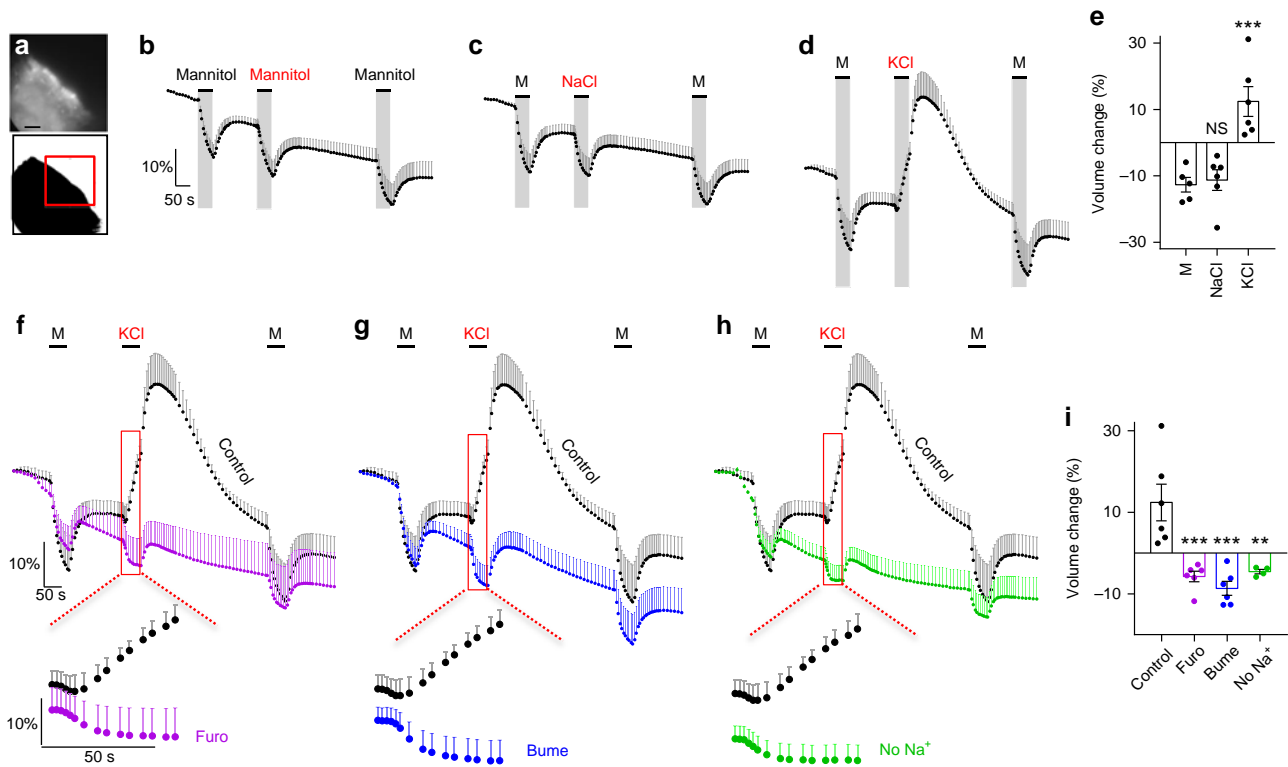 a
b
Mannitol Mannitol Mannitol
10%
50 s
c
M NaCl M
d
M KCl M
e
***
NS
Volume change (%)
30
10
−10
−30
M
NaCl
KCl
f
M KCl M
Control
10%
50 s
10%
50 s
Furo
g
M KCl M
Control
Bume
h
M KCl M
Control
No Na+
i
Volume change (%)
30
10
−10
*** *** **
Control
Furo
Bume
No Na+